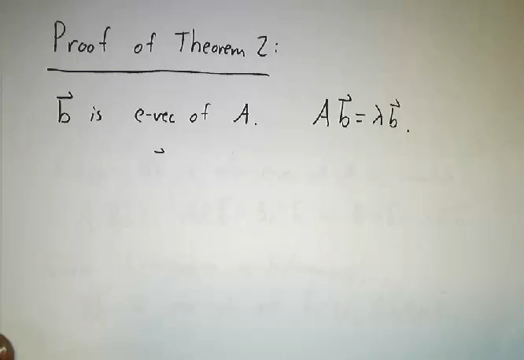 Proof of Theorem 2:
b⃗ is e-vec of A. Ab⃗ = λb⃗.